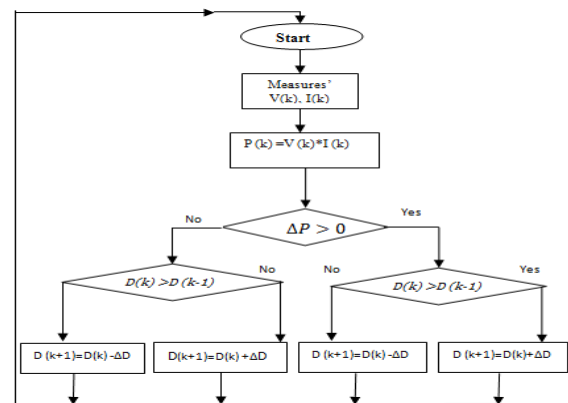 Start
Measures'
V(k), I(k)
P (k) =V (k)*I (k)
No
Yes
ΔP > 0
No
No
Yes
D(k) >D (k-1)
D(k) >D (k-1)
D (k+1)=D(k) -ΔD
D(k+1)=D(k) +ΔD
D (k+1)=D(k) -ΔD
D (k+1)=D(k)+ΔD